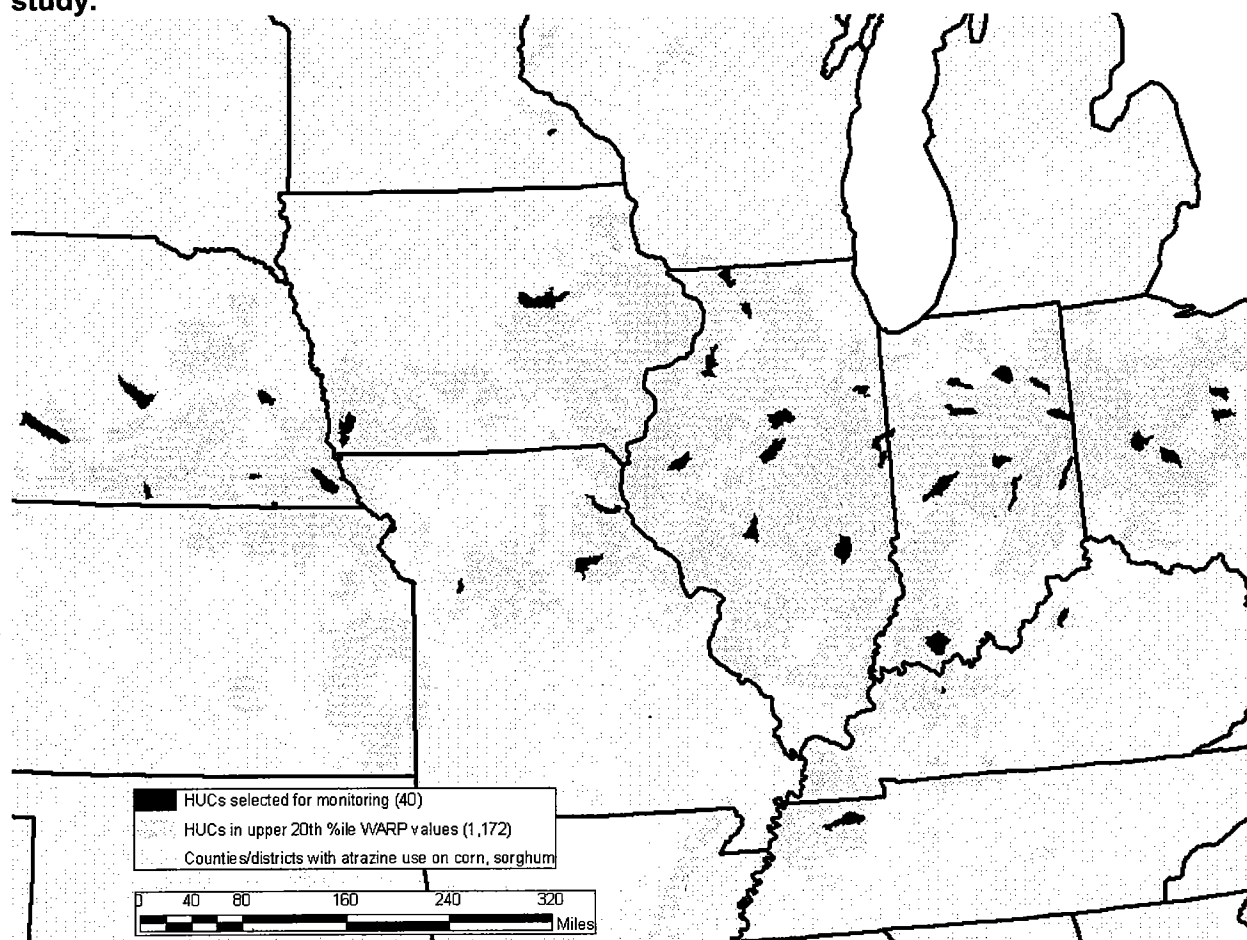 study.
HUCs selected for monitoring (40)
HUCs in upper 20th %ile WARP values (1,172)
Counties/districts with atrazine use on corn, sorghum
0 40 80 160 240 320
Miles